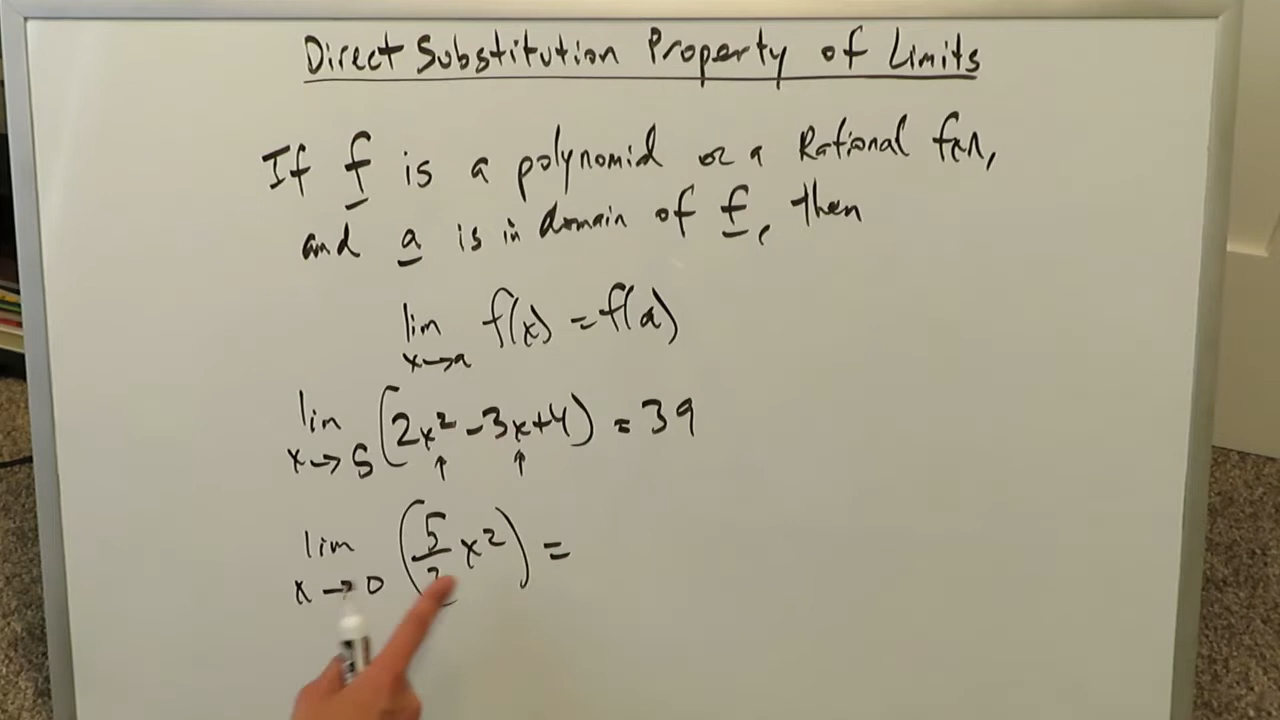 Direct Substitution Property of Limits
If f is a polynomial or a Rational fxn,
and a is in domain of f, then
lim x→a f(x) = f(a)
lim x→5 (2x² - 3x + 4) = 39
lim x→0 (5/ x²) =